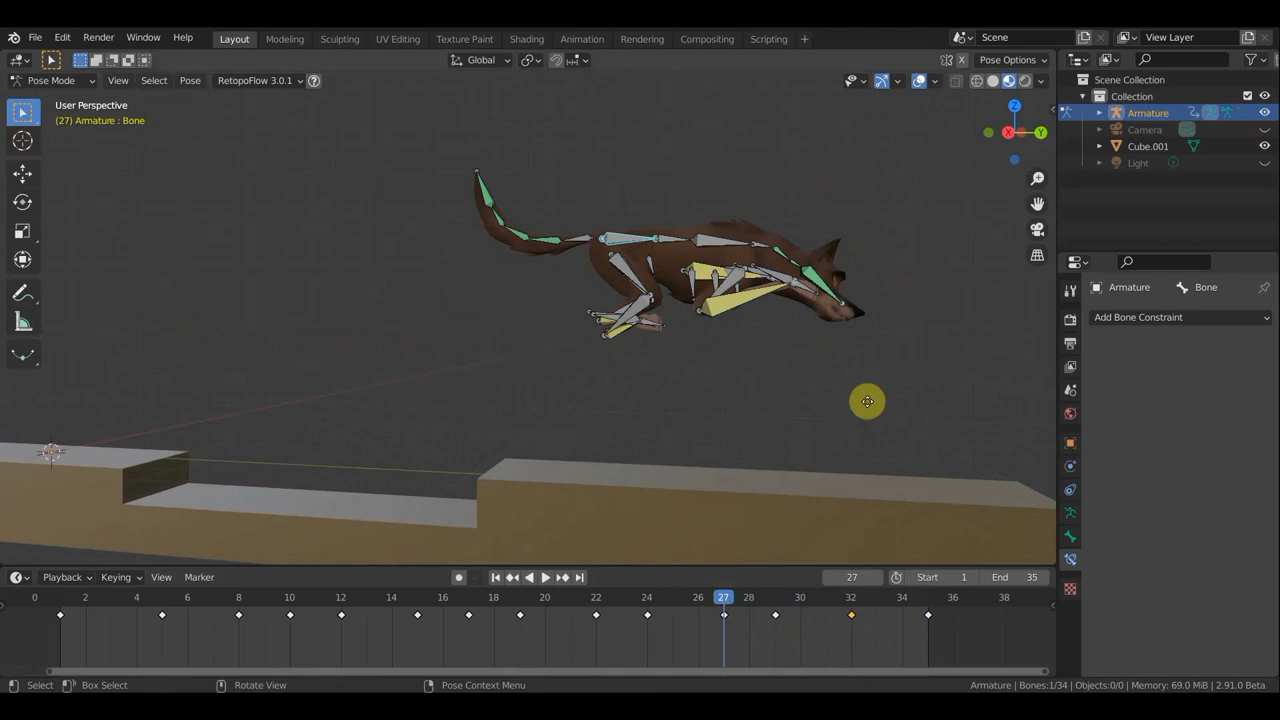 File Edit Render Window Help Layout Modeling Sculpting UV Editing Texture Paint Shading Animation Rendering Compositing Scripting + Scene View Layer
Global X Pose Options
Pose Mode View Select Pose RetopoFlow 3.0.1 ?
User Perspective
(27) Armature : Bone
Z
X Y
Scene Collection
Collection
Armature
Camera
Cube.001
Light
Armature Bone
Add Bone Constraint
Playback Keying View Marker 27 Start 1 End 35
0 2 4 6 8 10 12 14 16 18 20 22 24 26 27 28 30 32 34 36 38
Select Box Select Rotate View Pose Context Menu Armature | Bones:1/34 | Objects:0/0 | Memory: 69.0 MiB | 2.91.0 Beta